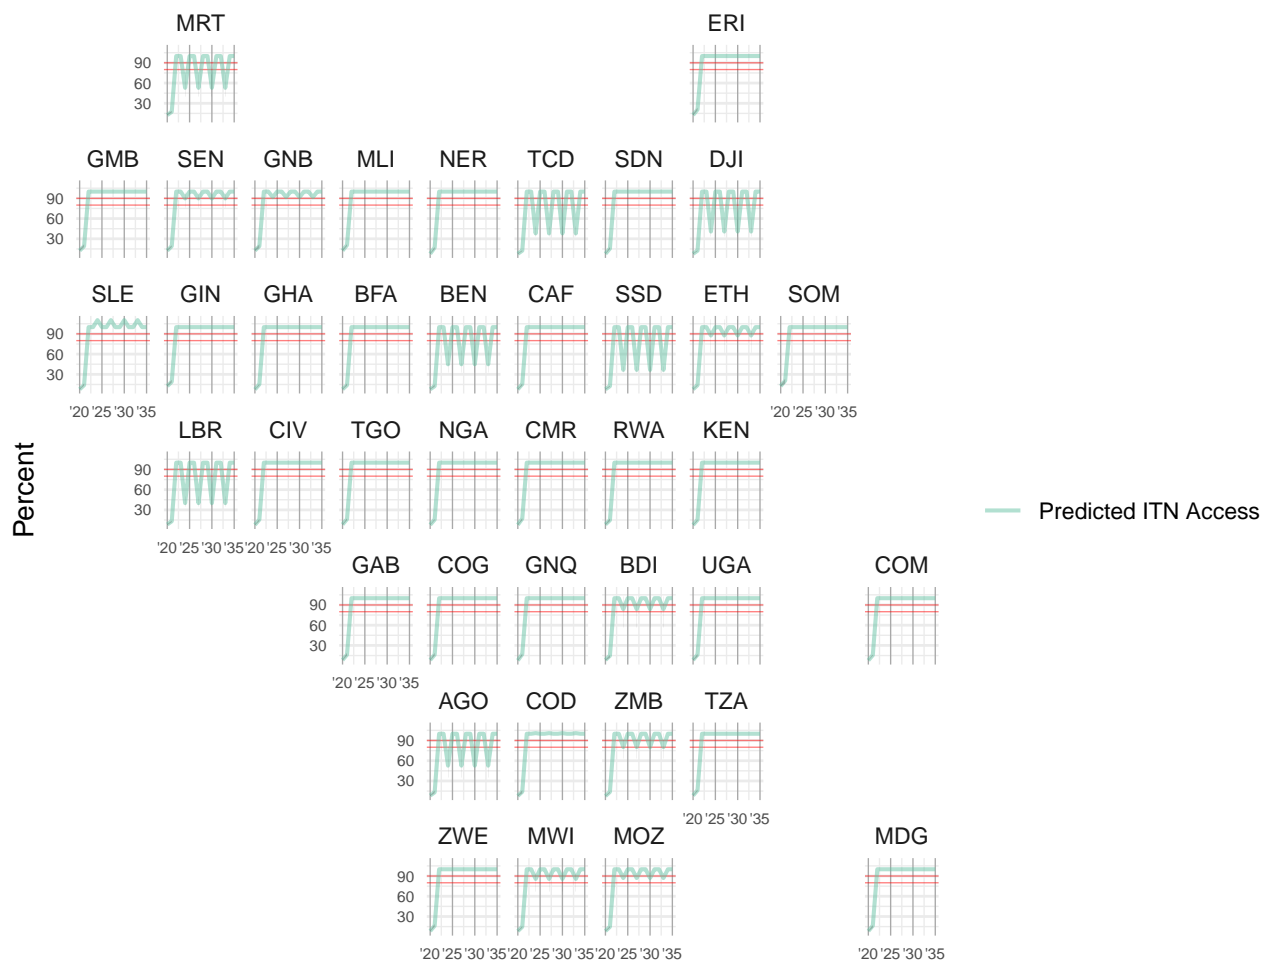 MRT ERI
90
60
30
GMB SEN GNB MLI NER TCD SDN DJI
90
60
30
SLE GIN GHA BFA BEN CAF SSD ETH SOM
90
60
30
'20 '25 '30 '35 '20 '25 '30 '35
LBR CIV TGO NGA CMR RWA KEN
90
60
30
'20 '25 '30 '35 '20 '25 '30 '35
Percent
Predicted ITN Access
GAB COG GNQ BDI UGA COM
90
60
30
'20 '25 '30 '35
AGO COD ZMB TZA
90
60
30
'20 '25 '30 '35
ZWE MWI MOZ MDG
90
60
30
'20 '25 '30 '35 '20 '25 '30 '35 '20 '25 '30 '35 '20 '25 '30 '35